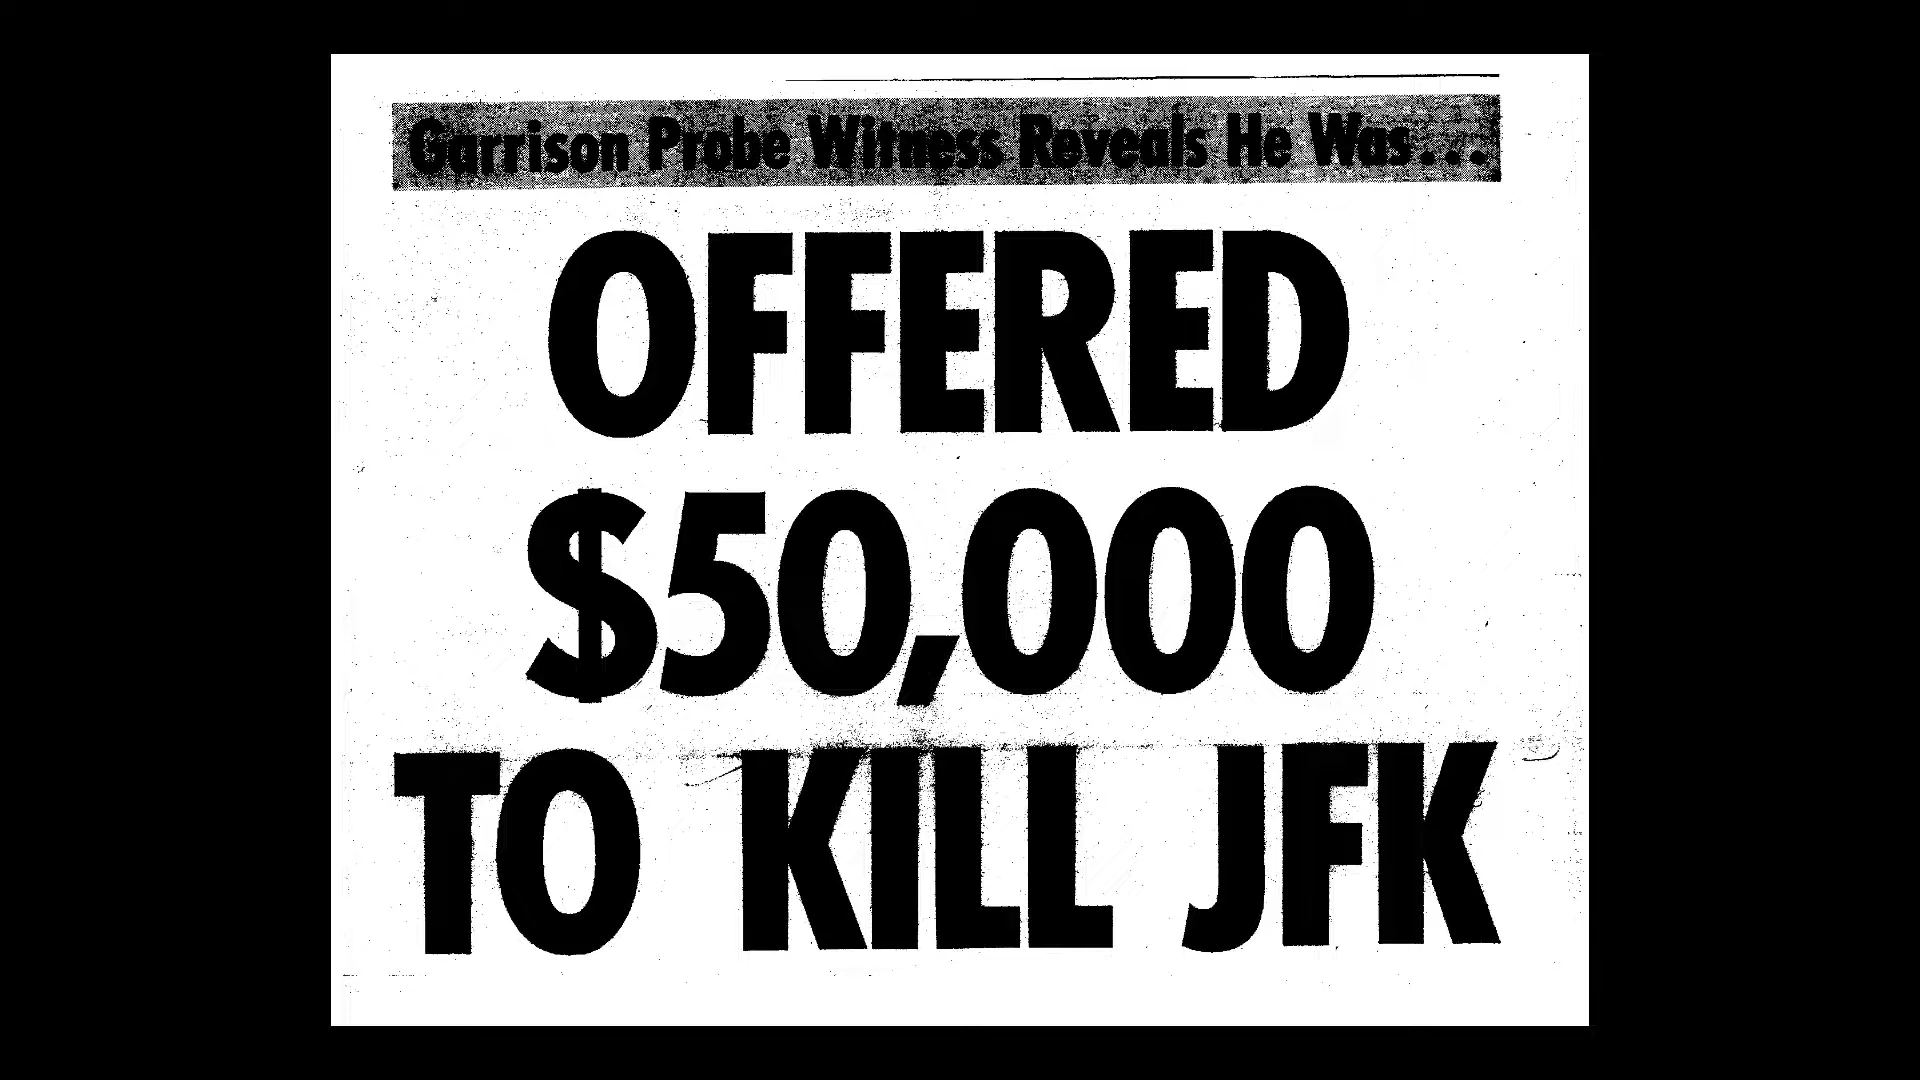 Garrison Probe Witness Reveals He Was...
OFFERED
$50,000
TO KILL JFK